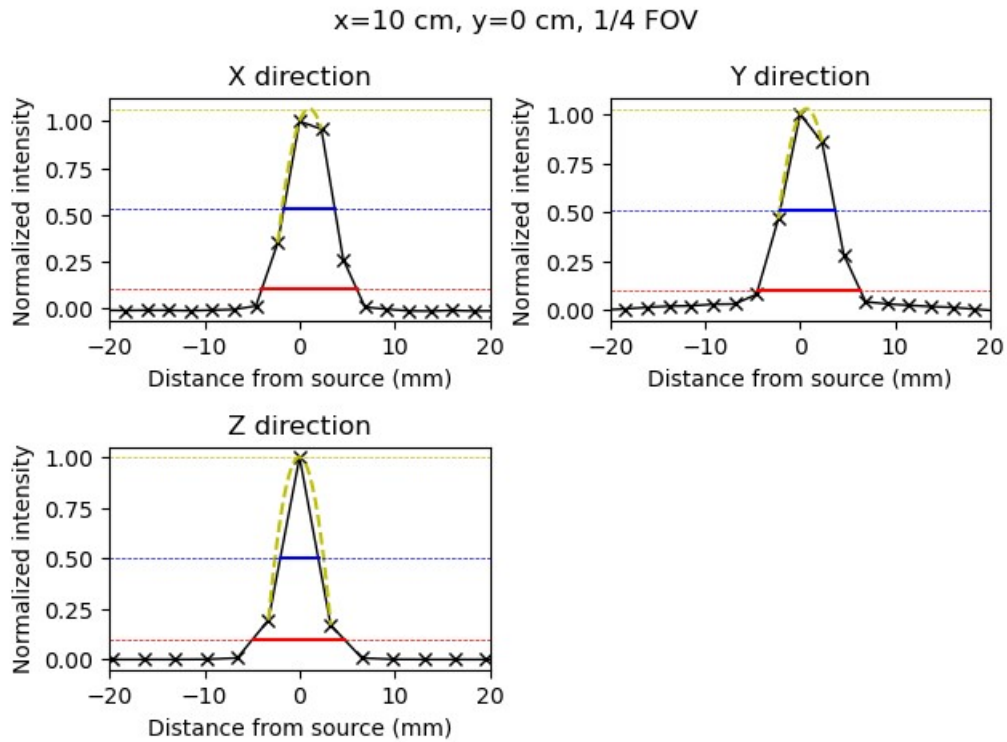 x=10 cm, y=0 cm, 1/4 FOV
X direction
Normalized intensity
1.00
0.75
0.50
0.25
0.00
−20 −10 0 10 20
Distance from source (mm)
Y direction
Normalized intensity
1.00
0.75
0.50
0.25
0.00
−20 −10 0 10 20
Distance from source (mm)
Z direction
Normalized intensity
1.00
0.75
0.50
0.25
0.00
−20 −10 0 10 20
Distance from source (mm)